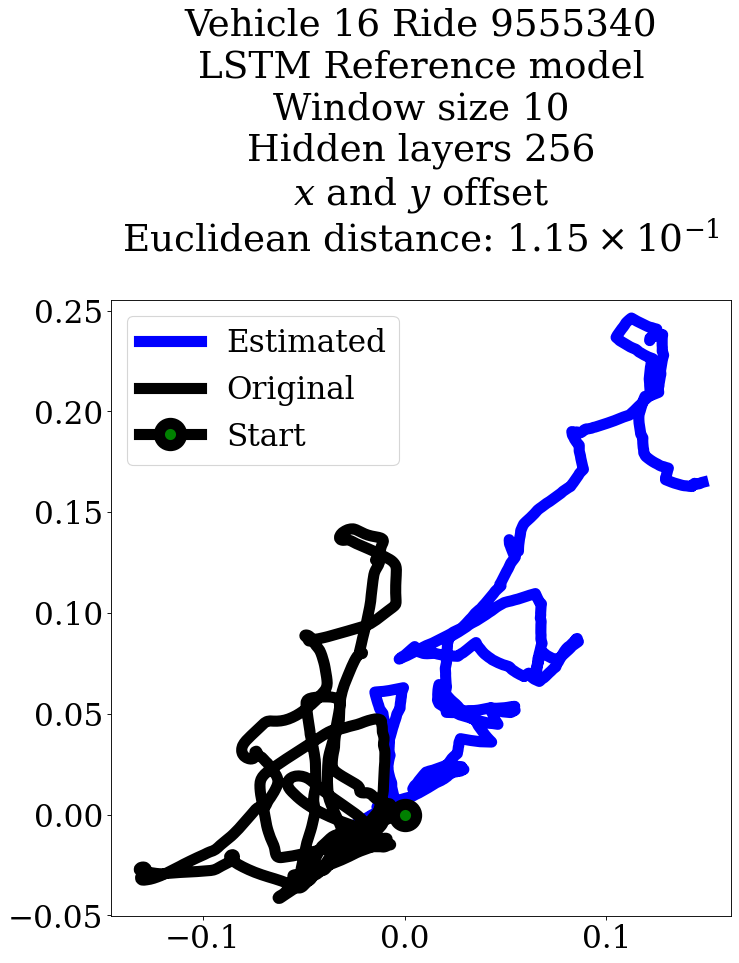 Vehicle 16 Ride 9555340
LSTM Reference model
Window size 10
Hidden layers 256
x and y offset
Euclidean distance: 1.15 × 10⁻¹
0.25
0.20
0.15
0.10
0.05
0.00
−0.05
Estimated
Original
Start
−0.1
0.0
0.1